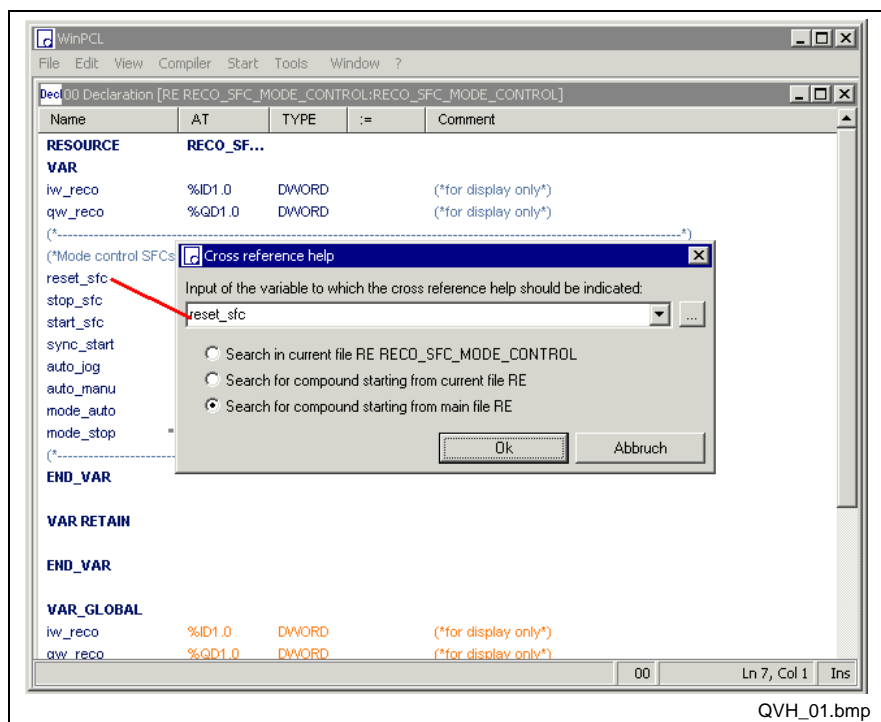 WinPCL
File Edit View Compiler Start Tools Window ?
Decl 00 Declaration [RE RECO_SFC_MODE_CONTROL:RECO_SFC_MODE_CONTROL]
Name AT TYPE := Comment
RESOURCE RECO_SF...
VAR
iw_reco %ID1.0 DWORD (*for display only*)
qw_reco %QD1.0 DWORD (*for display only*)
(*----------------------------------------------------------------------*)
(*Mode control SFCs
reset_sfc
stop_sfc
start_sfc
sync_start
auto_jog
auto_manu
mode_auto
mode_stop
(*----------------------
END_VAR
VAR RETAIN
END_VAR
VAR_GLOBAL
iw_reco %ID1.0 DWORD (*for display only*)
qw_reco %QD1.0 DWORD (*for display only*)
Cross reference help
Input of the variable to which the cross reference help should be indicated:
reset_sfc ...
Search in current file RE RECO_SFC_MODE_CONTROL
Search for compound starting from current file RE
Search for compound starting from main file RE
Ok Abbruch
00 Ln 7, Col 1 Ins
QVH_01.bmp